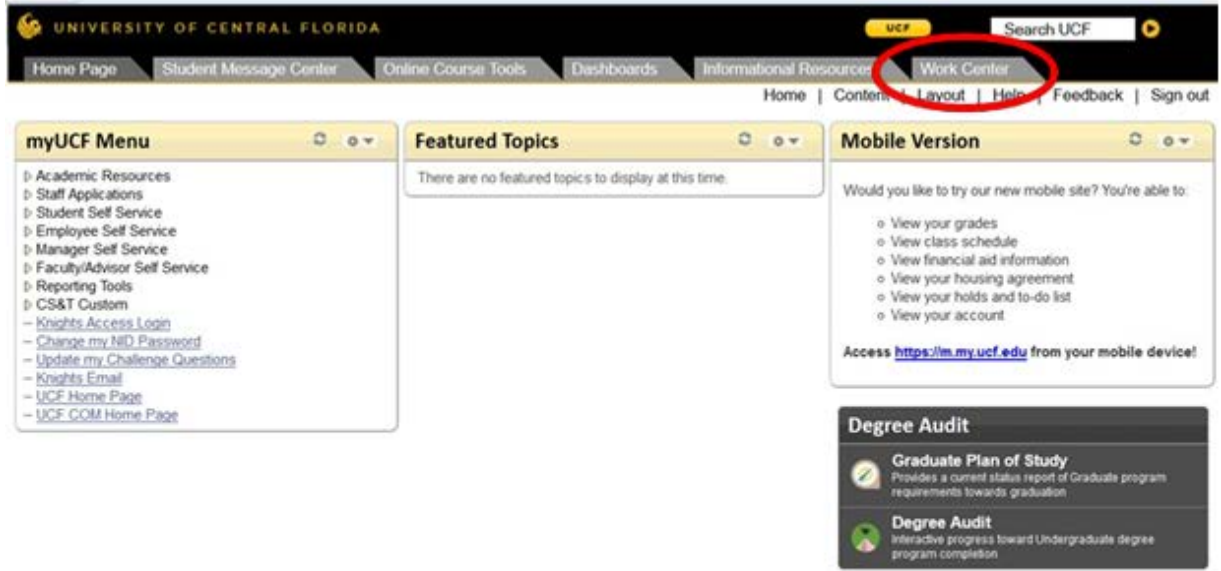 UNIVERSITY OF CENTRAL FLORIDA
UCF
Search UCF
Home Page
Student Message Center
Online Course Tools
Dashboards
Informational Resources
Work Center
Home | Content | Layout | Help | Feedback | Sign out
myUCF Menu
Academic Resources
Staff Applications
Student Self Service
Employee Self Service
Manager Self Service
Faculty/Advisor Self Service
Reporting Tools
CS&T Custom
– Knights Access Login
– Change my NID Password
– Update my Challenge Questions
– Knights Email
– UCF Home Page
– UCF COM Home Page
Featured Topics
There are no featured topics to display at this time.
Mobile Version
Would you like to try our new mobile site? You're able to:
View your grades
View class schedule
View financial aid information
View your housing agreement
View your holds and to-do list
View your account
Access https://m.my.ucf.edu from your mobile device!
Degree Audit
Graduate Plan of Study
Provides a current status report of Graduate program
requirements towards graduation
Degree Audit
Interactive progress toward Undergraduate degree
program completion